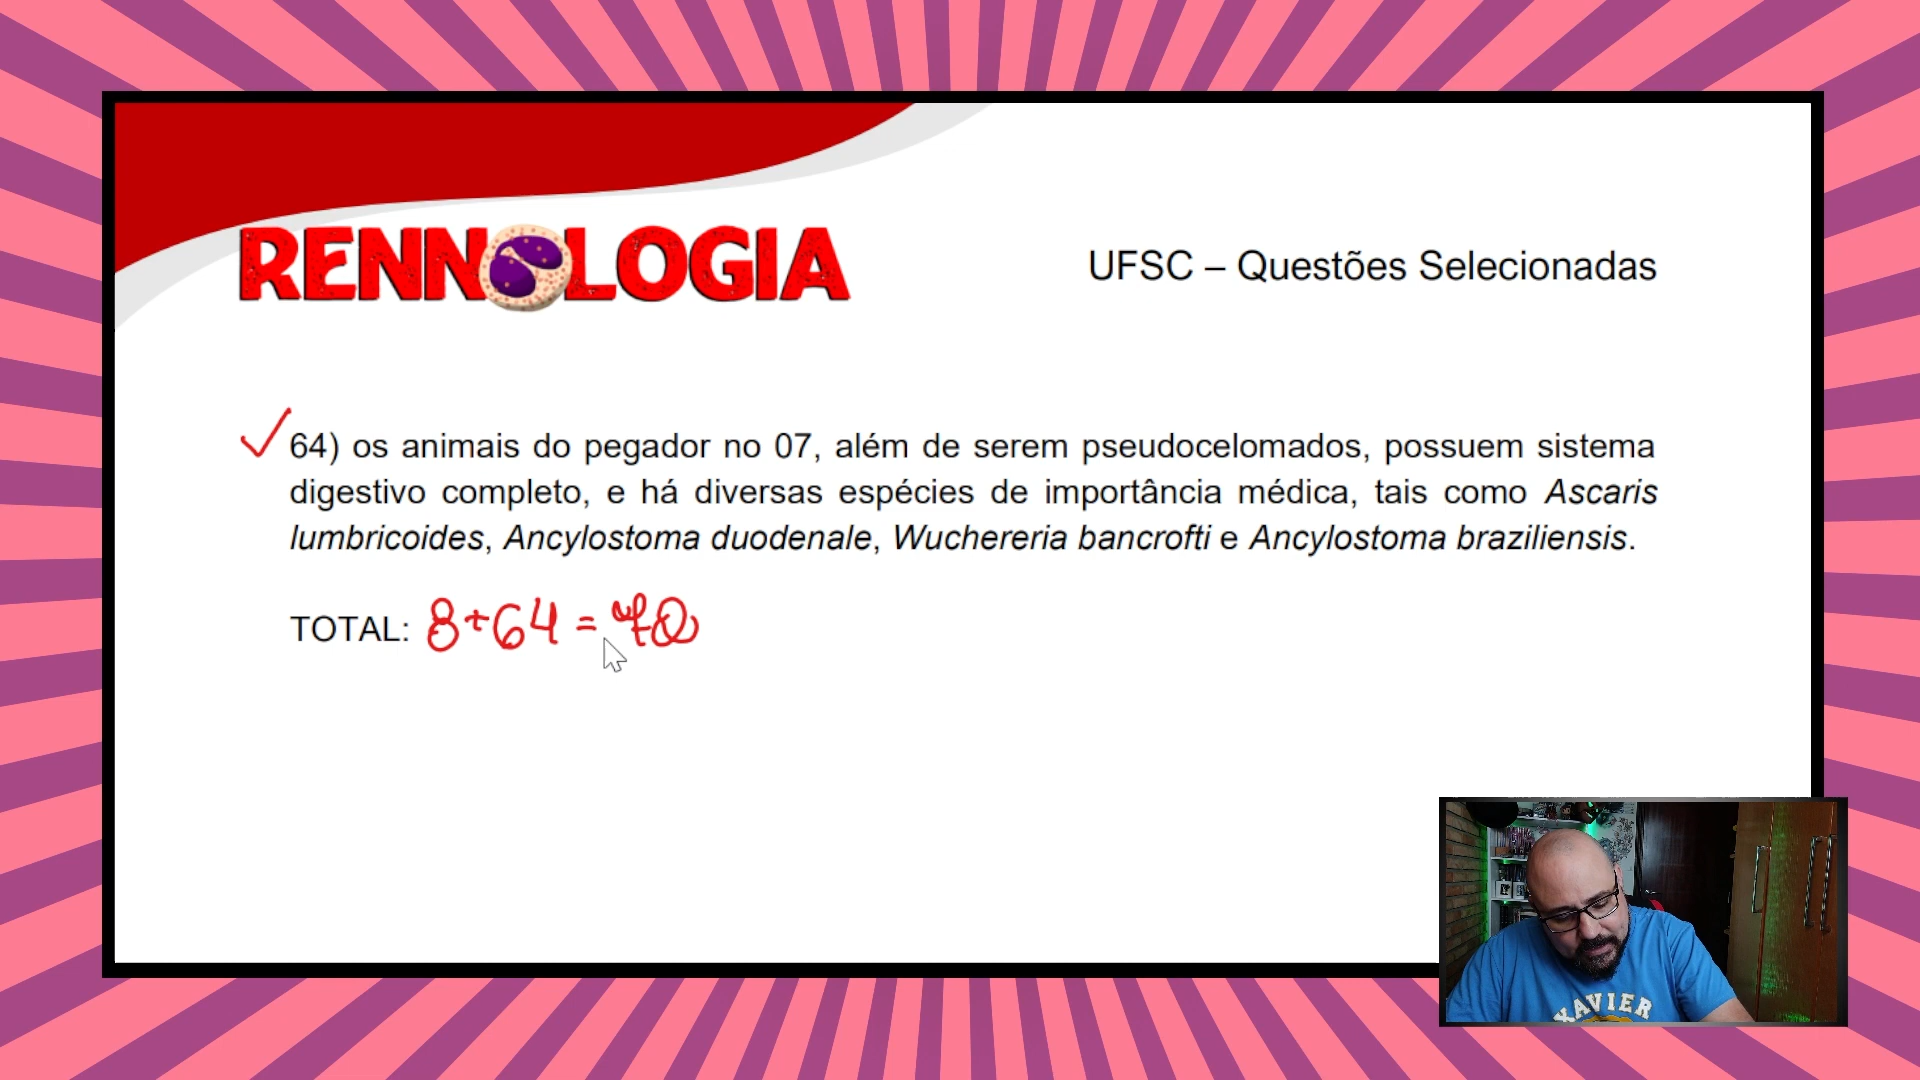 RENNOLOGIA
UFSC – Questões Selecionadas
64) os animais do pegador no 07, além de serem pseudocelomados, possuem sistema
digestivo completo, e há diversas espécies de importância médica, tais como Ascaris
lumbricoides, Ancylostoma duodenale, Wuchereria bancrofti e Ancylostoma braziliensis.
TOTAL: 8+64 =
XAVIER